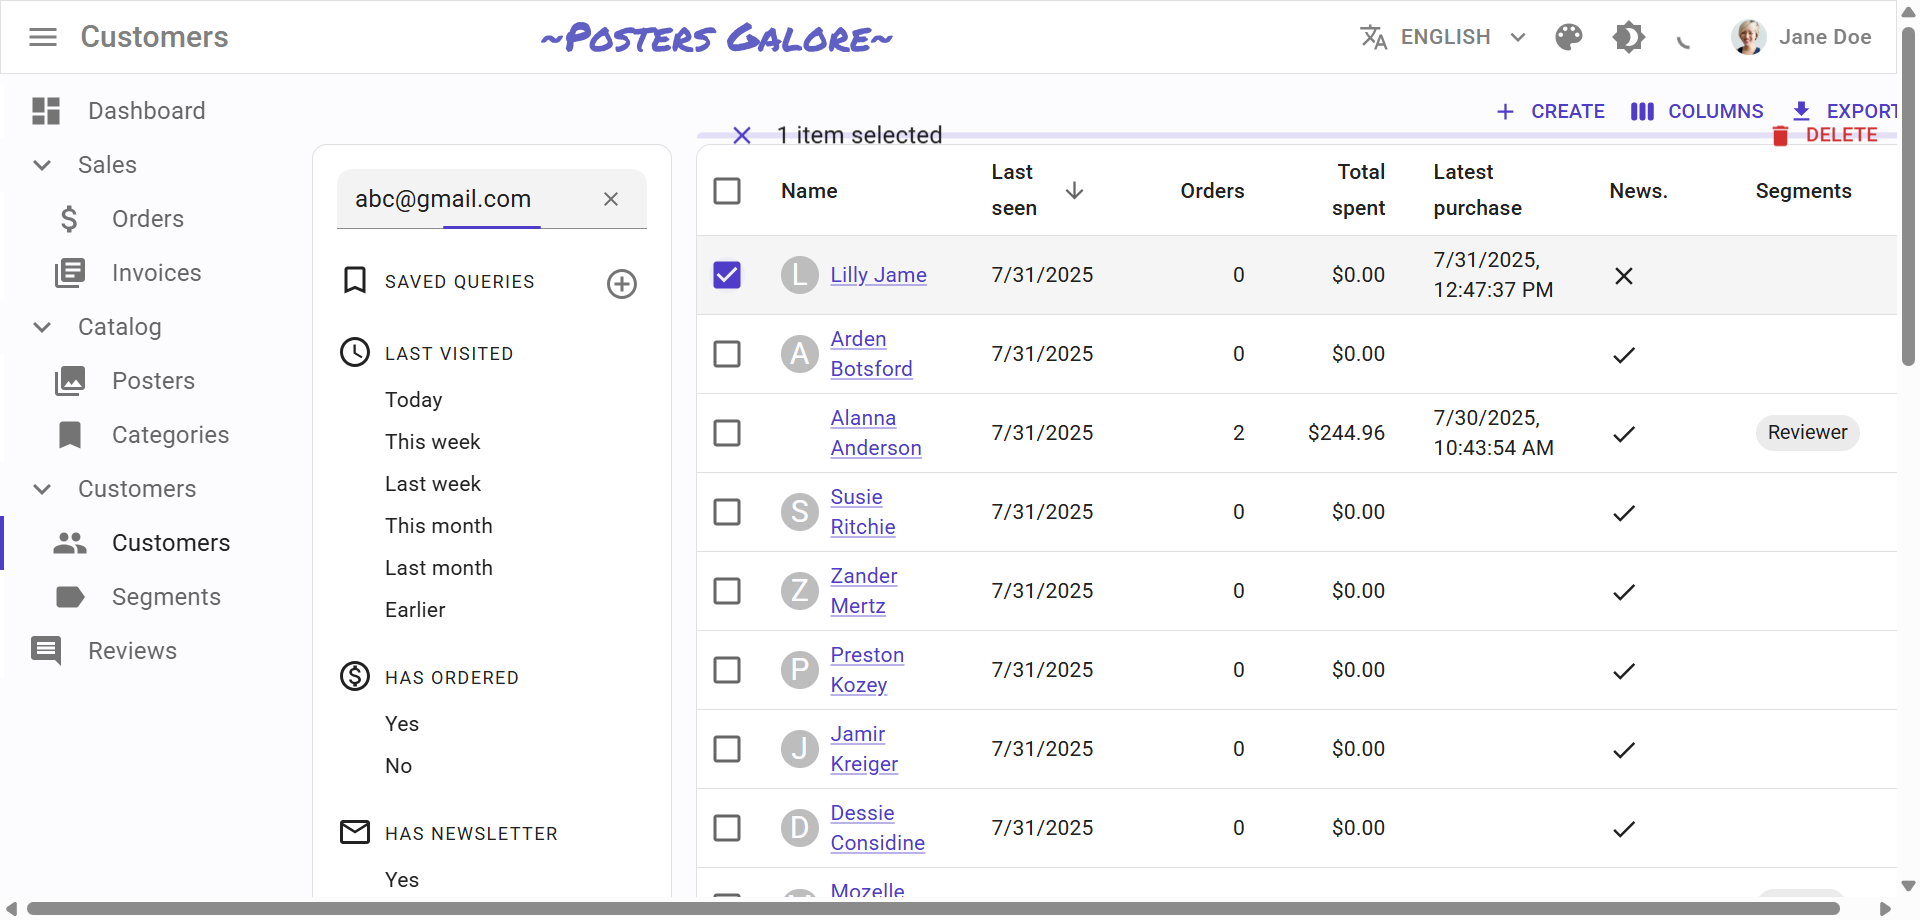 Customers
~Posters Galore~
ENGLISH
Jane Doe
Dashboard
Sales
Orders
Invoices
Catalog
Posters
Categories
Customers
Customers
Segments
Reviews
CREATE
COLUMNS
EXPORT
1 item selected
DELETE
abc@gmail.com
SAVED QUERIES
LAST VISITED
Today
This week
Last week
This month
Last month
Earlier
HAS ORDERED
Yes
No
HAS NEWSLETTER
Yes
Name
Last
seen
Orders
Total
spent
Latest
purchase
News.
Segments
L Lilly Jame 7/31/2025 0 $0.00 7/31/2025,
12:47:37 PM
A Arden
Botsford 7/31/2025 0 $0.00
Alanna
Anderson 7/31/2025 2 $244.96 7/30/2025,
10:43:54 AM Reviewer
S Susie
Ritchie 7/31/2025 0 $0.00
Z Zander
Mertz 7/31/2025 0 $0.00
P Preston
Kozey 7/31/2025 0 $0.00
J Jamir
Kreiger 7/31/2025 0 $0.00
D Dessie
Considine 7/31/2025 0 $0.00
Mozelle